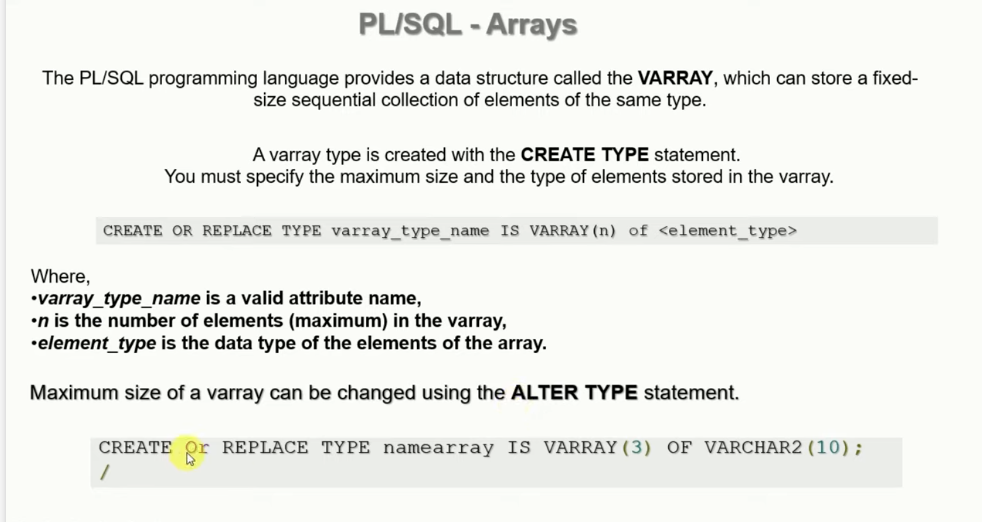 PL/SQL - Arrays
The PL/SQL programming language provides a data structure called the VARRAY, which can store a fixed-
size sequential collection of elements of the same type.
A varray type is created with the CREATE TYPE statement.
You must specify the maximum size and the type of elements stored in the varray.
CREATE OR REPLACE TYPE varray_type_name IS VARRAY(n) of <element_type>
Where,
•varray_type_name is a valid attribute name,
•n is the number of elements (maximum) in the varray,
•element_type is the data type of the elements of the array.
Maximum size of a varray can be changed using the ALTER TYPE statement.
CREATE Or REPLACE TYPE namearray IS VARRAY(3) OF VARCHAR2(10);
/